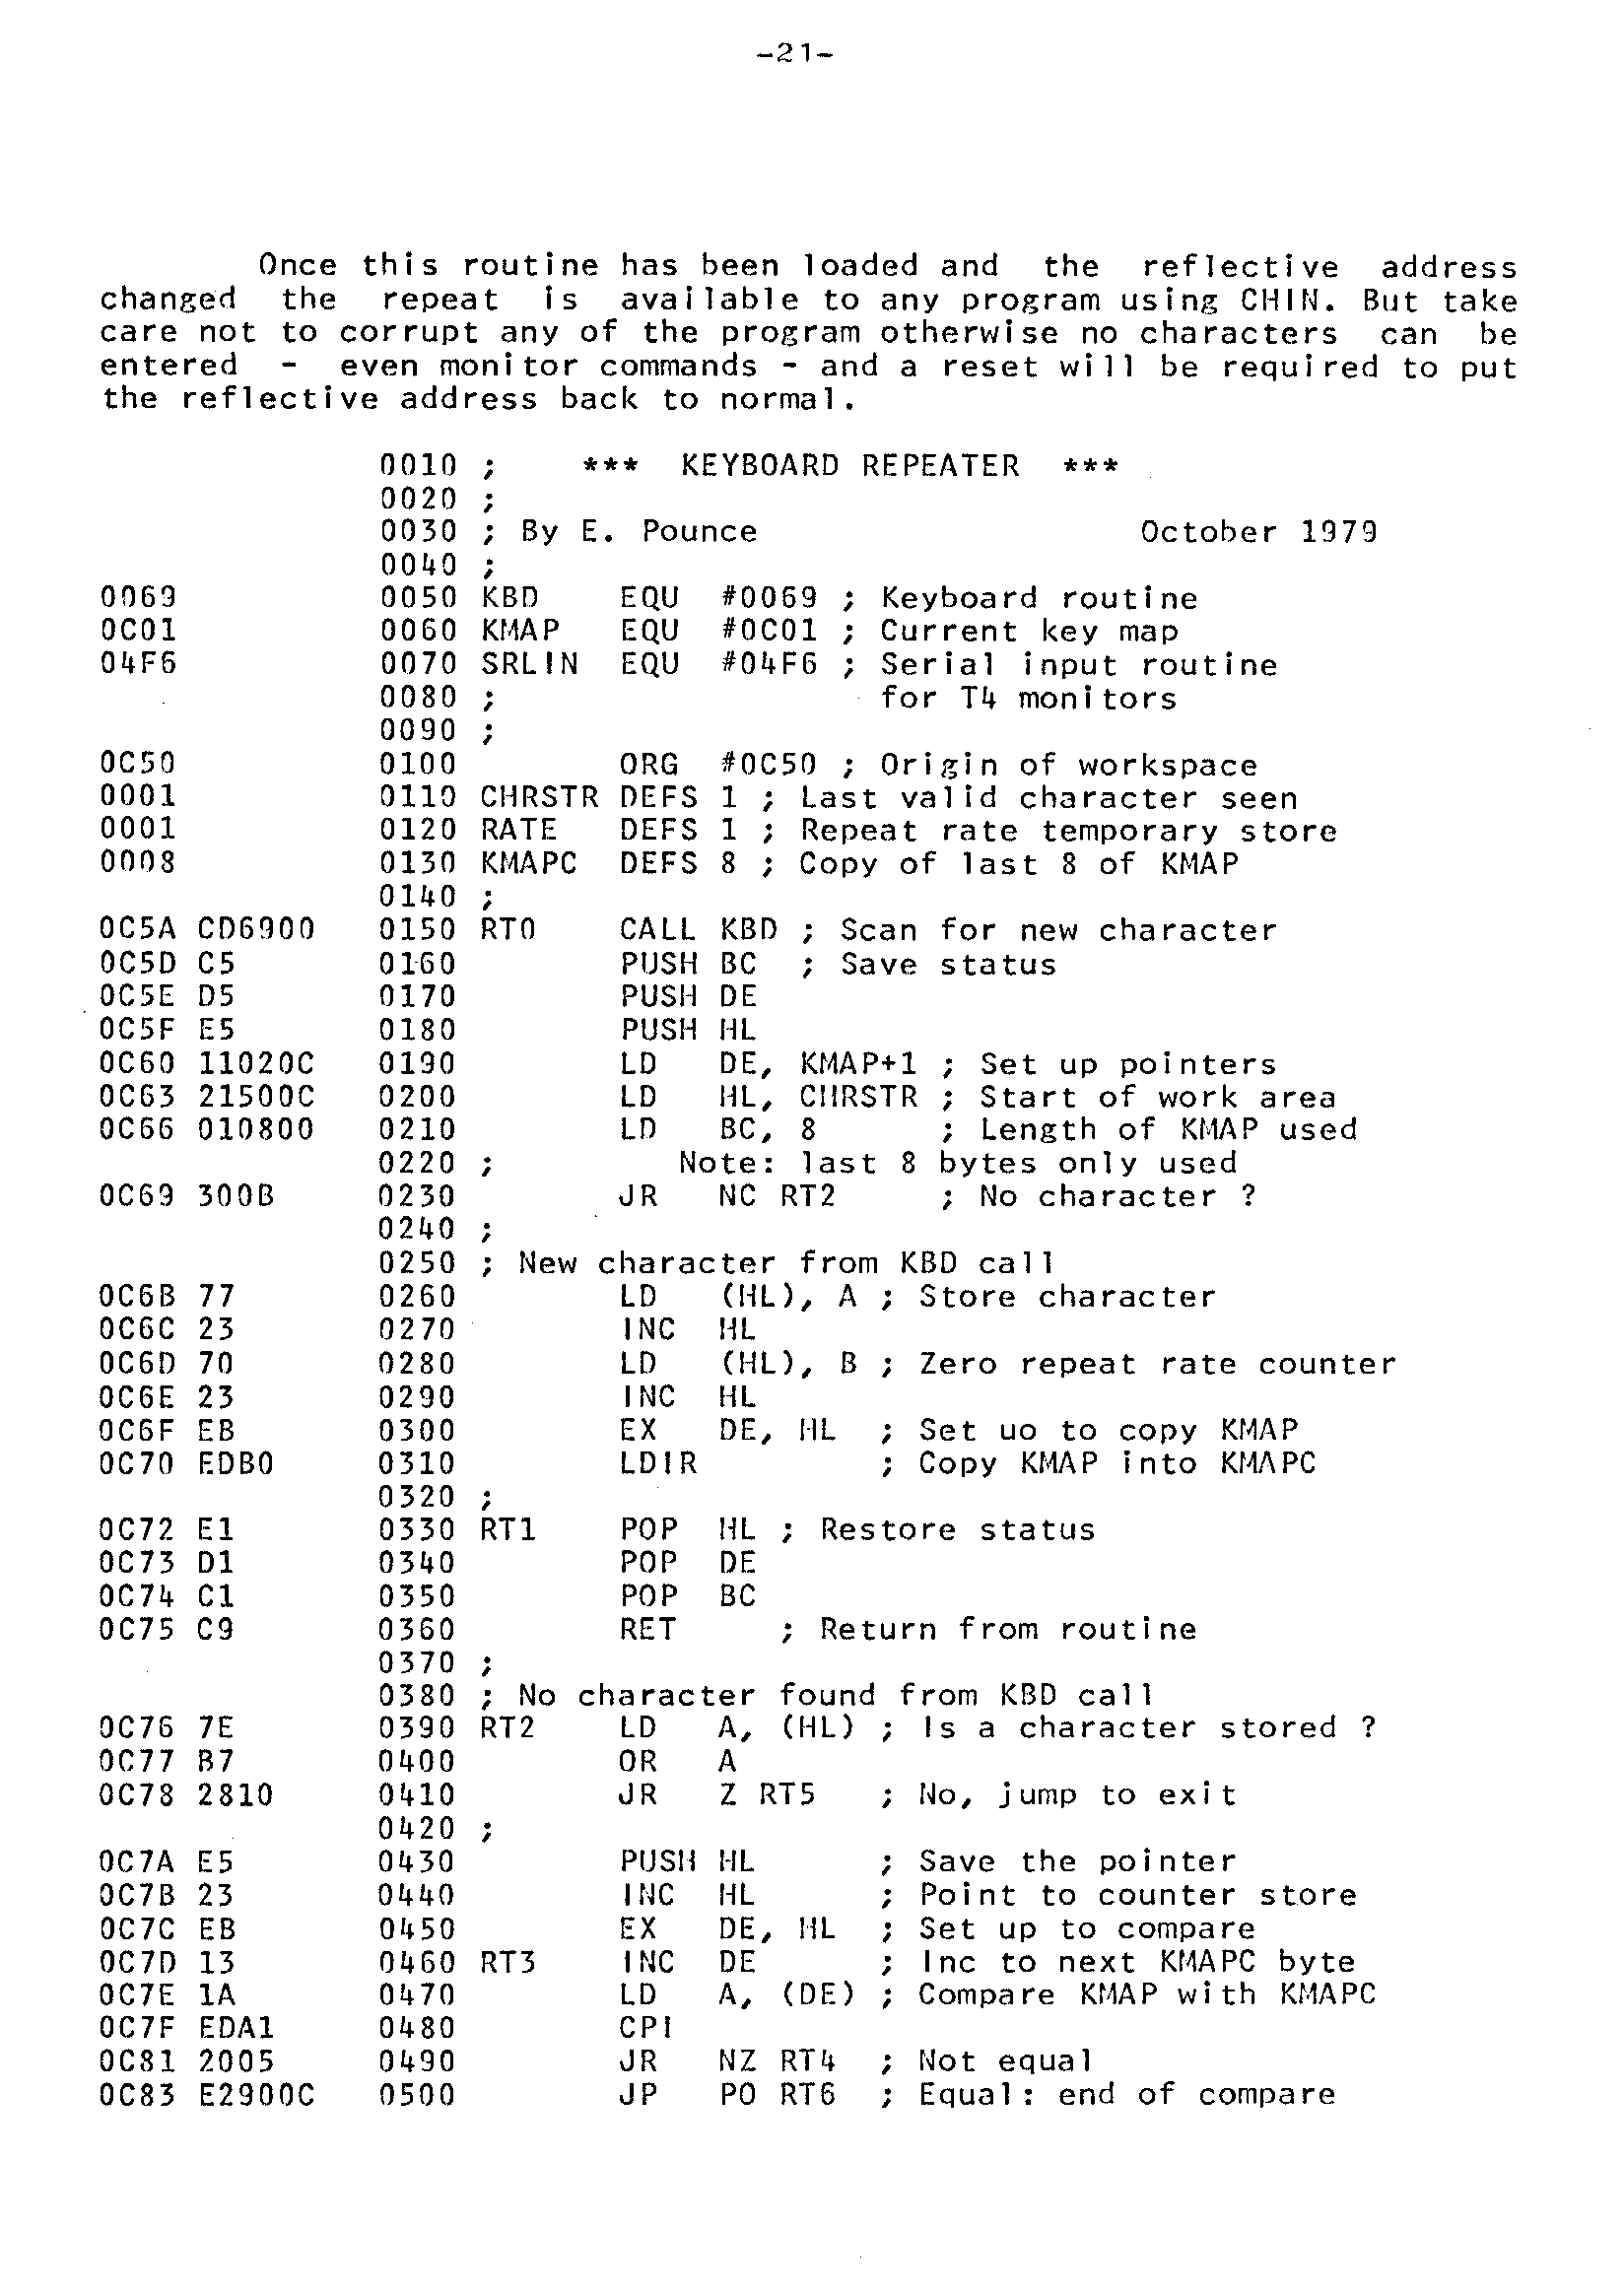 -21-
Once this routine has been loaded and the reflective address
changed the repeat is available to any program using CHIN. But take
care not to corrupt any of the program otherwise no characters can be
entered - even monitor commands - and a reset will be required to put
the reflective address back to normal.
0010 ; *** KEYBOARD REPEATER ***
0020 ;
0030 ; By E. Pounce October 1979
0040 ;
0069 0050 KBD EQU #0069 ; Keyboard routine
0C01 0060 KMAP EQU #0C01 ; Current key map
04F6 0070 SRLIN EQU #04F6 ; Serial input routine
0080 ; for T4 monitors
0090 ;
0C50 0100 ORG #0C50 ; Origin of workspace
0001 0110 CHRSTR DEFS 1 ; Last valid character seen
0001 0120 RATE DEFS 1 ; Repeat rate temporary store
0008 0130 KMAPC DEFS 8 ; Copy of last 8 of KMAP
0140 ;
0C5A CD6900 0150 RT0 CALL KBD ; Scan for new character
0C5D C5 0160 PUSH BC ; Save status
0C5E D5 0170 PUSH DE
0C5F E5 0180 PUSH HL
0C60 11020C 0190 LD DE, KMAP+1 ; Set up pointers
0C63 21500C 0200 LD HL, CHRSTR ; Start of work area
0C66 010800 0210 LD BC, 8 ; Length of KMAP used
0220 ; Note: last 8 bytes only used
0C69 300B 0230 JR NC RT2 ; No character ?
0240 ;
0250 ; New character from KBD call
0C6B 77 0260 LD (HL), A ; Store character
0C6C 23 0270 INC HL
0C6D 70 0280 LD (HL), B ; Zero repeat rate counter
0C6E 23 0290 INC HL
0C6F EB 0300 EX DE, HL ; Set uo to copy KMAP
0C70 EDB0 0310 LDIR ; Copy KMAP into KMAPC
0320 ;
0C72 E1 0330 RT1 POP HL ; Restore status
0C73 D1 0340 POP DE
0C74 C1 0350 POP BC
0C75 C9 0360 RET ; Return from routine
0370 ;
0380 ; No character found from KBD call
0C76 7E 0390 RT2 LD A, (HL) ; Is a character stored ?
0C77 B7 0400 OR A
0C78 2810 0410 JR Z RT5 ; No, jump to exit
0420 ;
0C7A E5 0430 PUSH HL ; Save the pointer
0C7B 23 0440 INC HL ; Point to counter store
0C7C EB 0450 EX DE, HL ; Set up to compare
0C7D 13 0460 RT3 INC DE ; Inc to next KMAPC byte
0C7E 1A 0470 LD A, (DE) ; Compare KMAP with KMAPC
0C7F EDA1 0480 CPI
0C81 2005 0490 JR NZ RT4 ; Not equal
0C83 E2900C 0500 JP PO RT6 ; Equal: end of compare